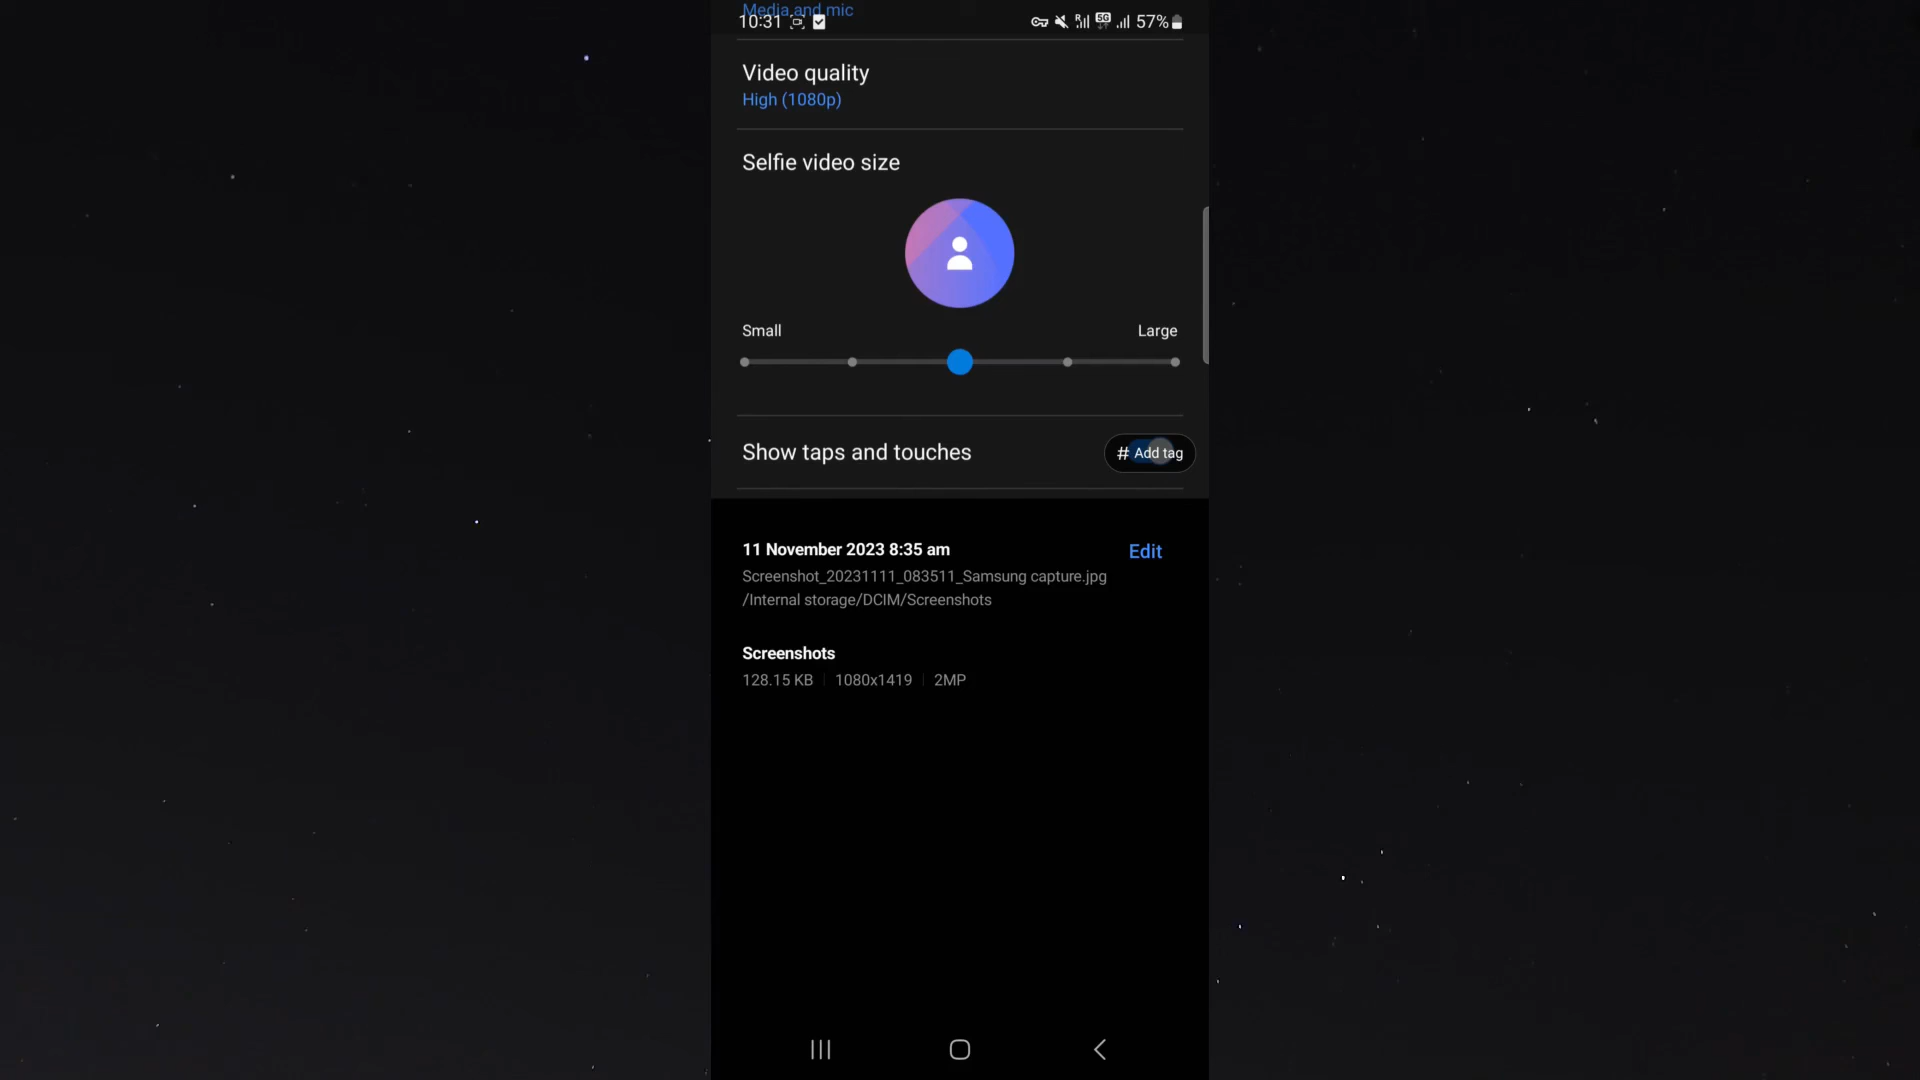 Media and mic
10:31 5G 57%
Video quality
High (1080p)
Selfie video size
Small Large
Show taps and touches # Add tag
11 November 2023 8:35 am Edit
Screenshot_20231111_083511_Samsung capture.jpg
/Internal storage/DCIM/Screenshots
Screenshots
128.15 KB 1080x1419 2MP